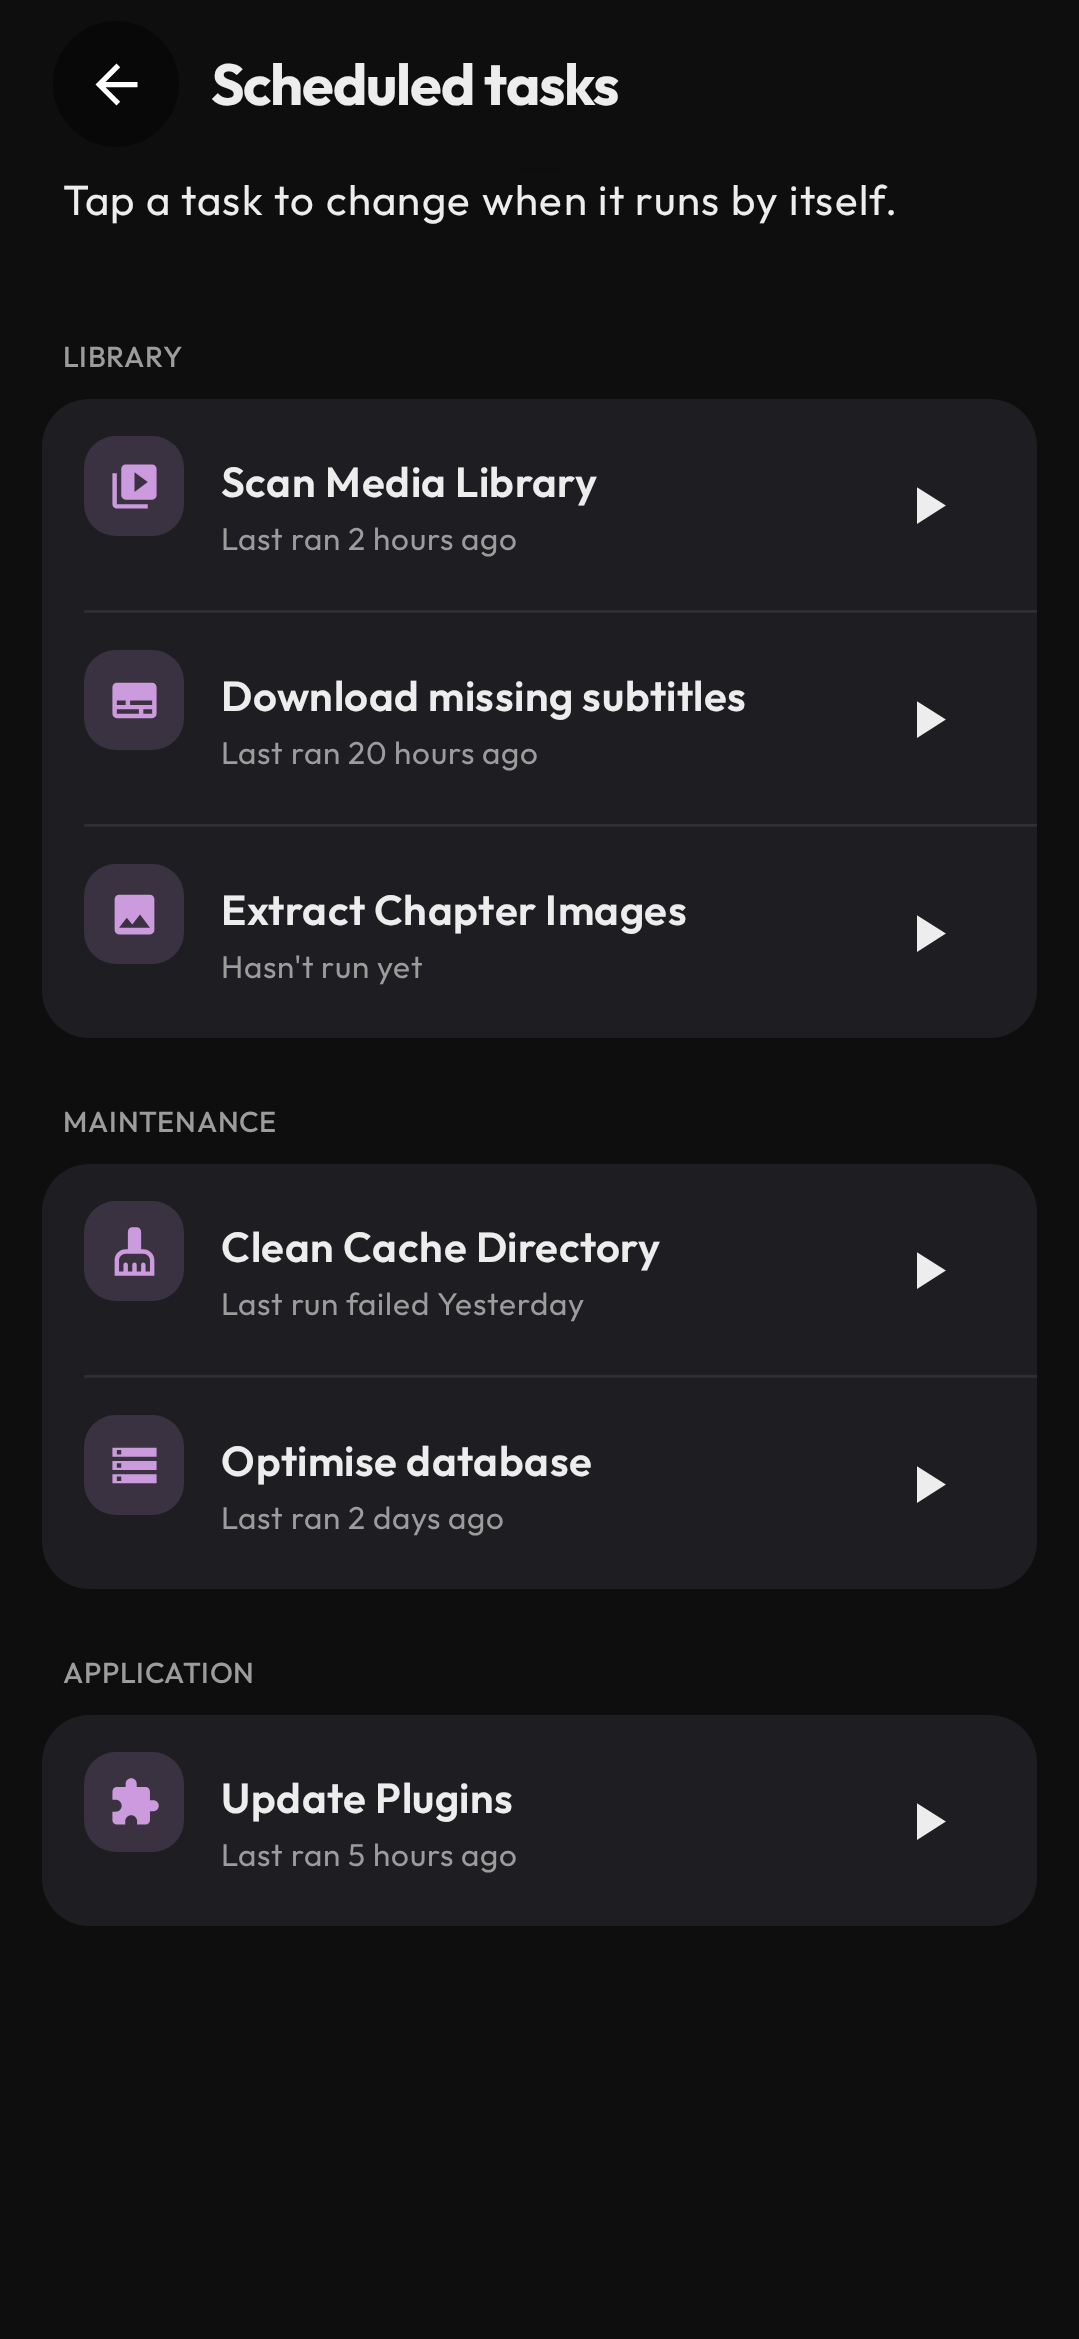 Scheduled tasks
Tap a task to change when it runs by itself.
LIBRARY
Scan Media Library
Last ran 2 hours ago
Download missing subtitles
Last ran 20 hours ago
Extract Chapter Images
Hasn't run yet
MAINTENANCE
Clean Cache Directory
Last run failed Yesterday
Optimise database
Last ran 2 days ago
APPLICATION
Update Plugins
Last ran 5 hours ago